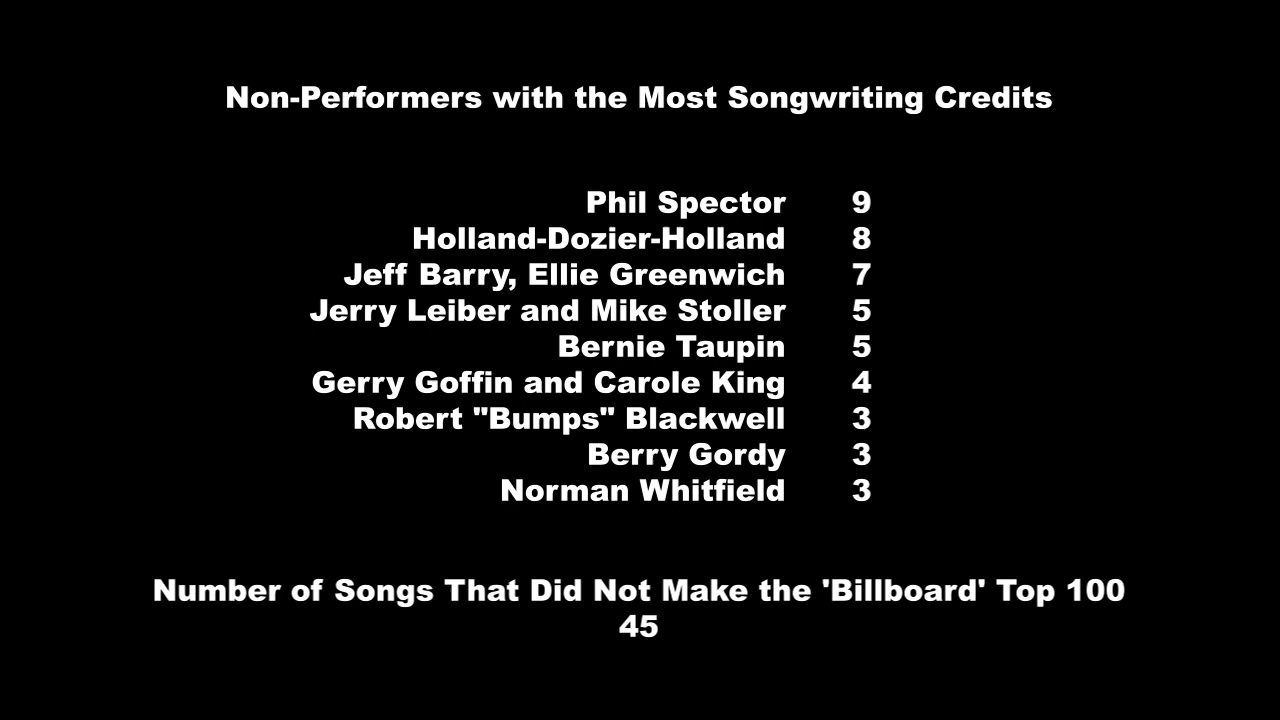 Non-Performers with the Most Songwriting Credits
Phil Spector 9
Holland-Dozier-Holland 8
Jeff Barry, Ellie Greenwich 7
Jerry Leiber and Mike Stoller 5
Bernie Taupin 5
Gerry Goffin and Carole King 4
Robert "Bumps" Blackwell 3
Berry Gordy 3
Norman Whitfield 3
Number of Songs That Did Not Make the 'Billboard' Top 100
45